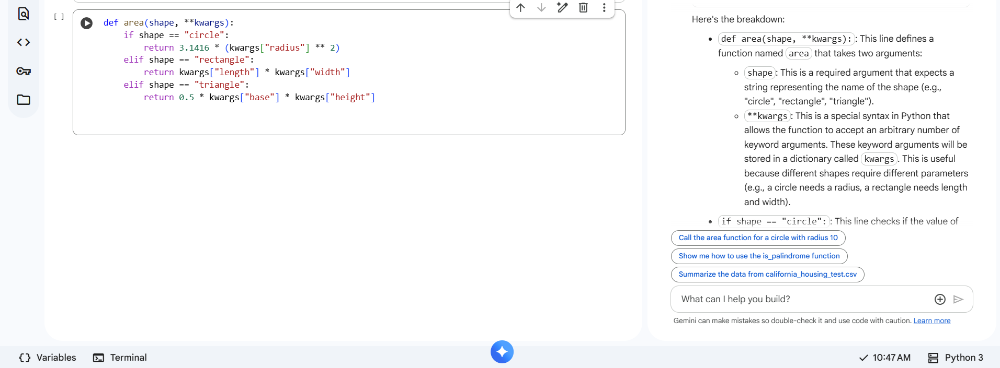 [ ]
def area(shape, **kwargs):
    if shape == "circle":
        return 3.1416 * (kwargs["radius"] ** 2)
    elif shape == "rectangle":
        return kwargs["length"] * kwargs["width"]
    elif shape == "triangle":
        return 0.5 * kwargs["base"] * kwargs["height"]
Here's the breakdown:
• def area(shape, **kwargs):: This line defines a
function named area that takes two arguments:
◦ shape: This is a required argument that expects a
string representing the name of the shape (e.g.,
"circle", "rectangle", "triangle").
◦ **kwargs: This is a special syntax in Python that
allows the function to accept an arbitrary number of
keyword arguments. These keyword arguments will be
stored in a dictionary called kwargs. This is useful
because different shapes require different parameters
(e.g., a circle needs a radius, a rectangle needs length
and width).
• if shape == "circle":: This line checks if the value of
Call the area function for a circle with radius 10
Show me how to use the is_palindrome function
Summarize the data from california_housing_test.csv
What can I help you build?
Gemini can make mistakes so double-check it and use code with caution. Learn more
Variables
Terminal
10:47 AM
Python 3